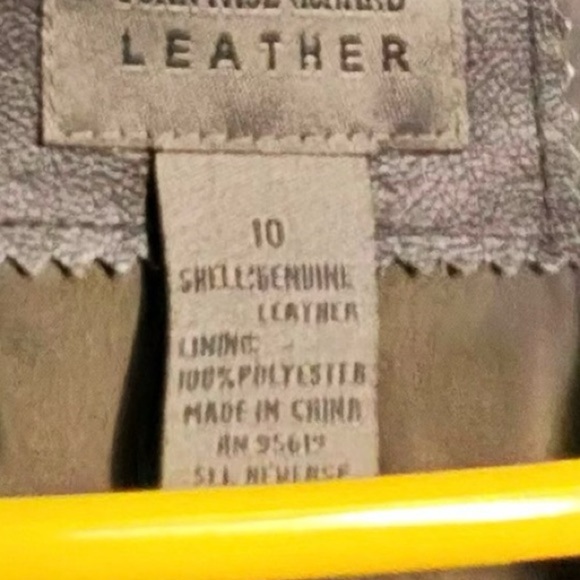 LEATHER
10
SHELL:GENUINE
LEATHER
LINING:
100%POLYESTER
MADE IN CHINA
RN 95619
SEE REVERSE